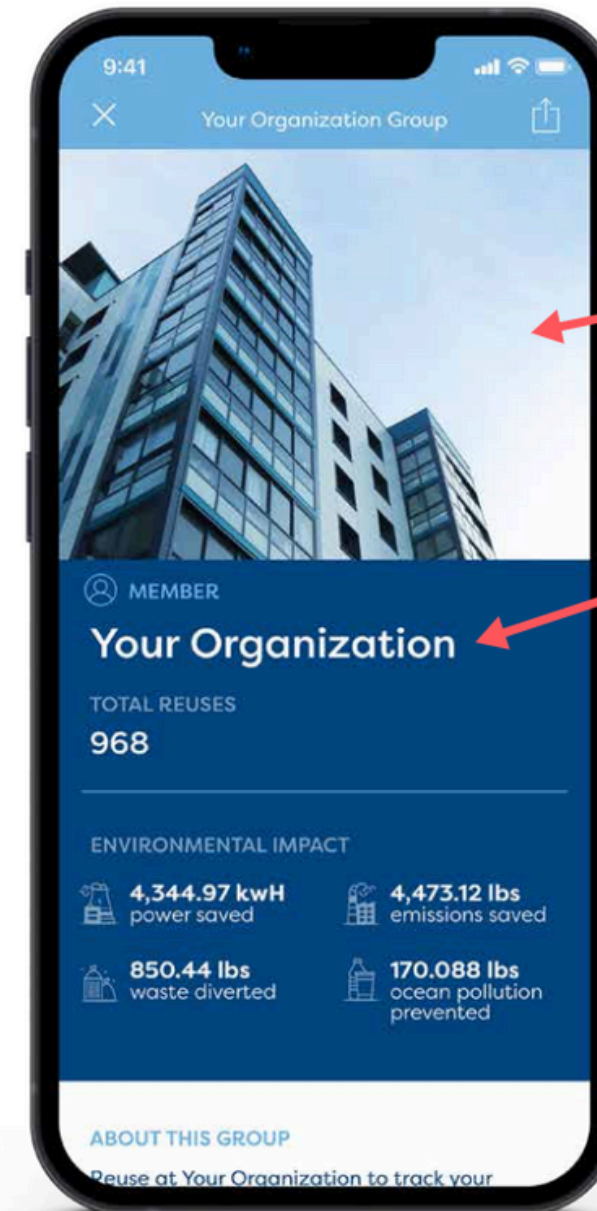 9:41
Your Organization Group
MEMBER
Your Organization
TOTAL REUSES
968
ENVIRONMENTAL IMPACT
4,344.97 kwH
power saved
4,473.12 lbs
emissions saved
850.44 lbs
waste diverted
170.088 lbs
ocean pollution
prevented
ABOUT THIS GROUP
Reuse at Your Organization to track your